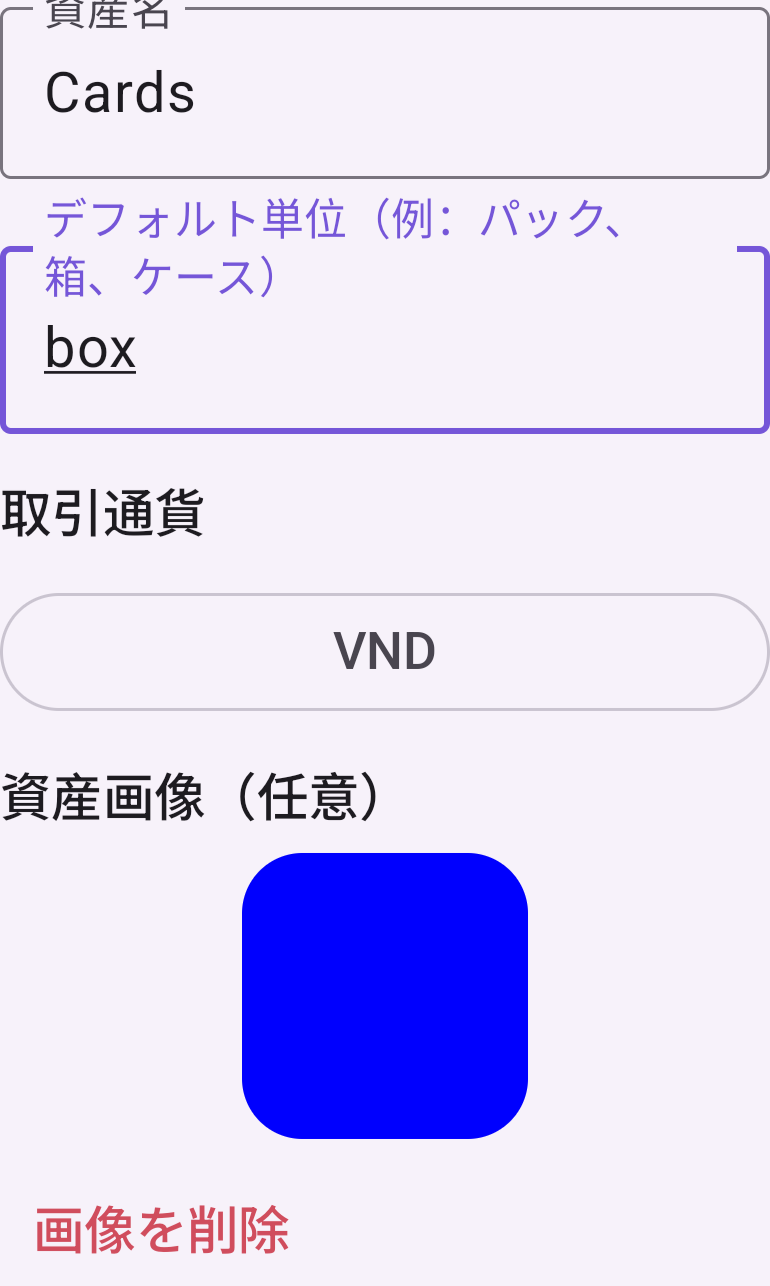 資産名
Cards
デフォルト単位（例：パック、
箱、ケース）
box
取引通貨
VND
資産画像（任意）
画像を削除